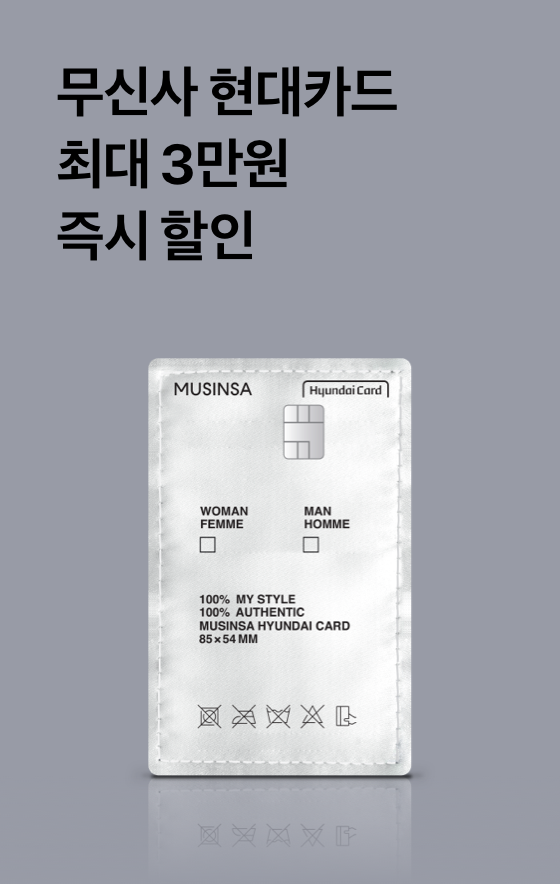 무신사 현대카드
최대 3만원
즉시 할인
MUSINSA
Hyundai Card
WOMAN
FEMME
MAN
HOMME
100% MY STYLE
100% AUTHENTIC
MUSINSA HYUNDAI CARD
85×54 MM